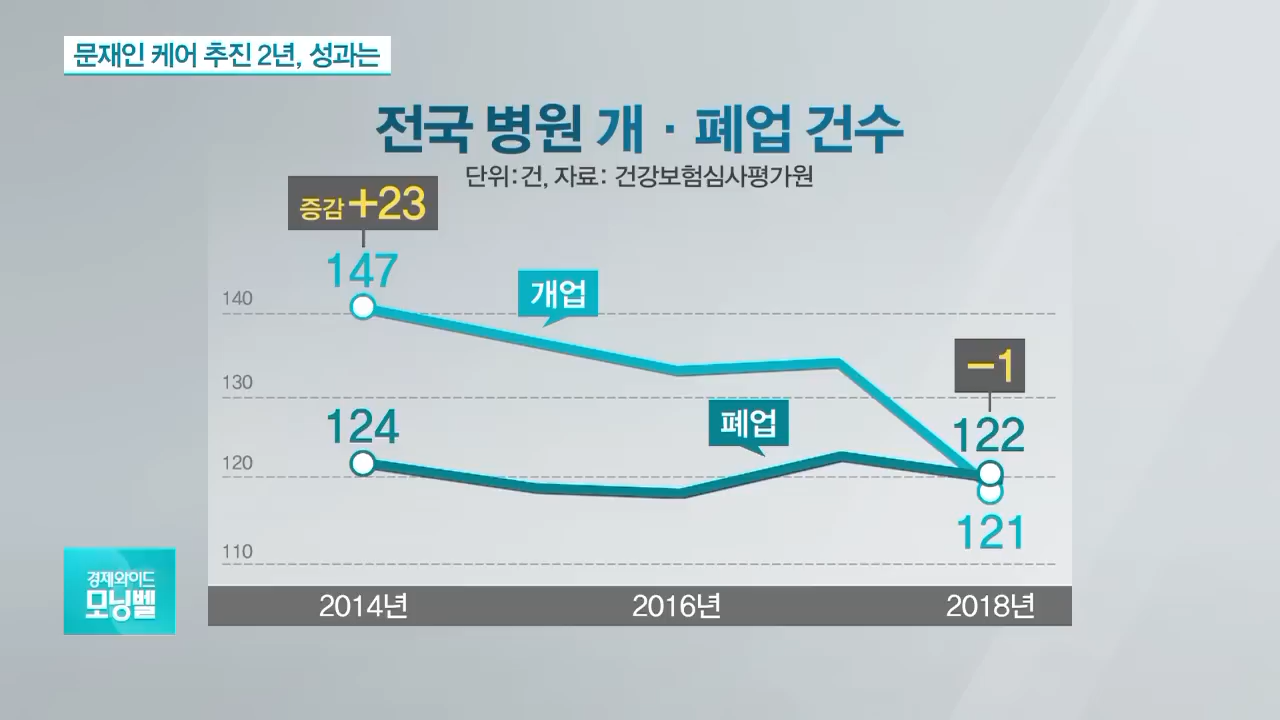 문재인 케어 추진 2년, 성과는
전국 병원 개·폐업 건수
단위:건, 자료: 건강보험심사평가원
증감 +23
147
개업
140
-1
130
124
폐업
122
120
121
110
2014년 2016년 2018년
경제와이드
모닝벨